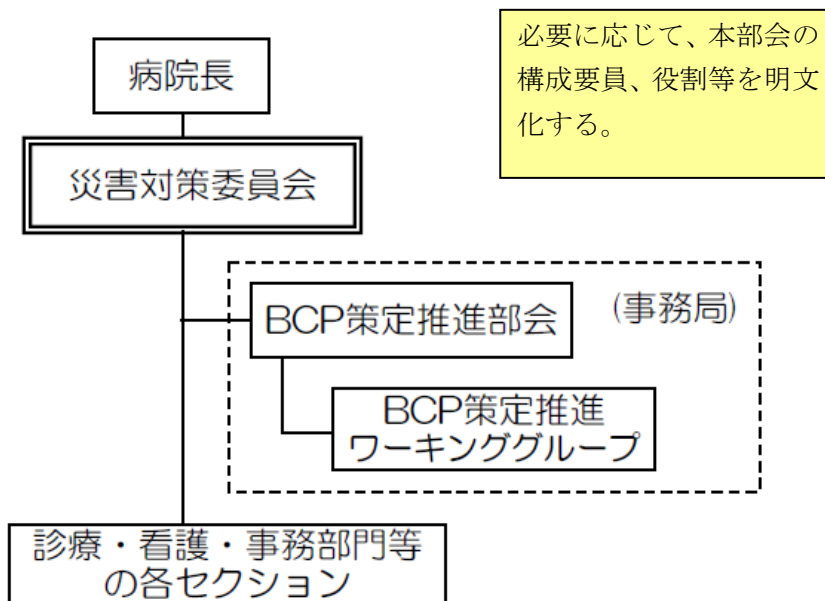 病院長
必要に応じて、本部会の
構成要員、役割等を明文
化する。
災害対策委員会
BCP策定推進部会
(事務局)
BCP策定推進
ワーキンググループ
診療・看護・事務部門等
の各セクション